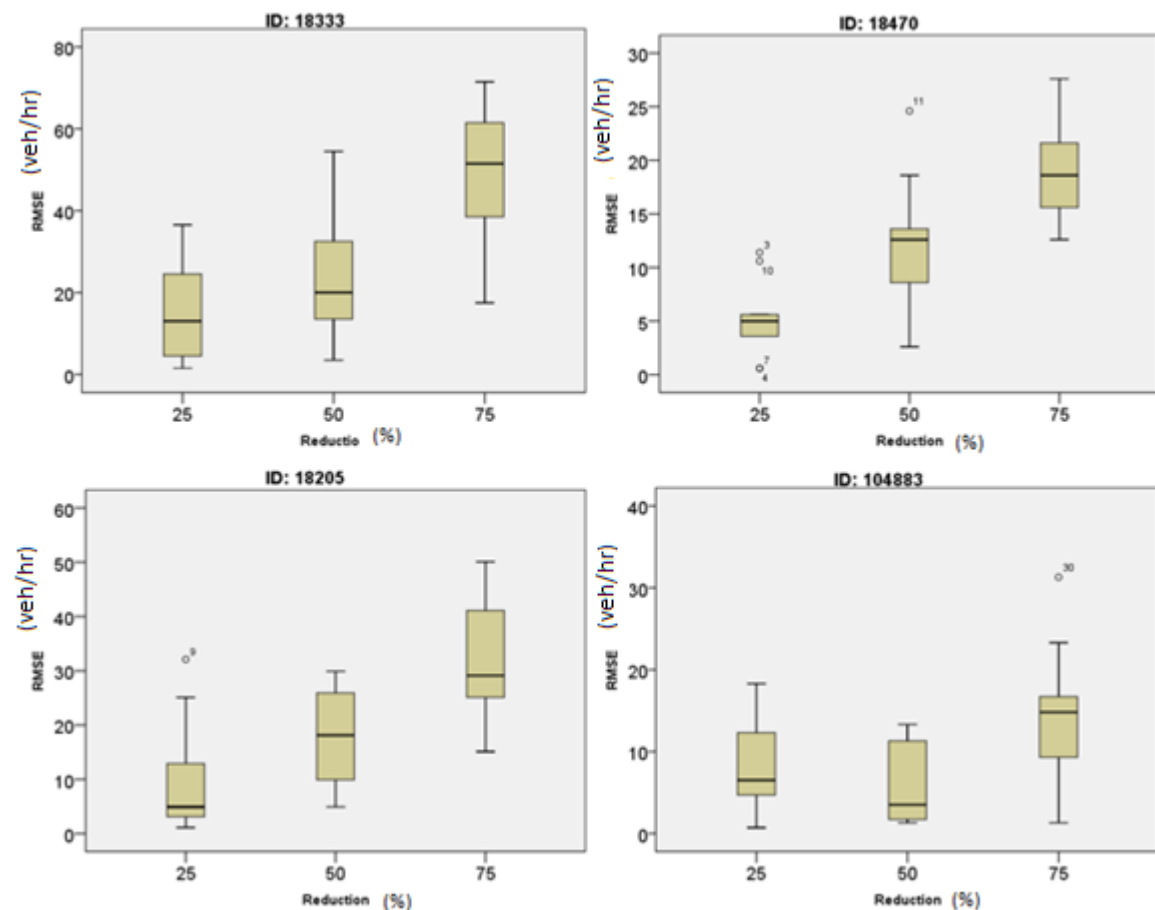 ID: 18333
80
60
40
20
0
RMSE (veh/hr)
25 50 75
Reductio (%)
ID: 18470
30
25
20
15
10
5
0
RMSE (veh/hr)
11
3
10
7
4
25 50 75
Reduction (%)
ID: 18205
60
50
40
30
20
10
0
RMSE (veh/hr)
9
25 50 75
Reduction (%)
ID: 104883
40
30
20
10
0
RMSE (veh/hr)
30
25 50 75
Reduction (%)